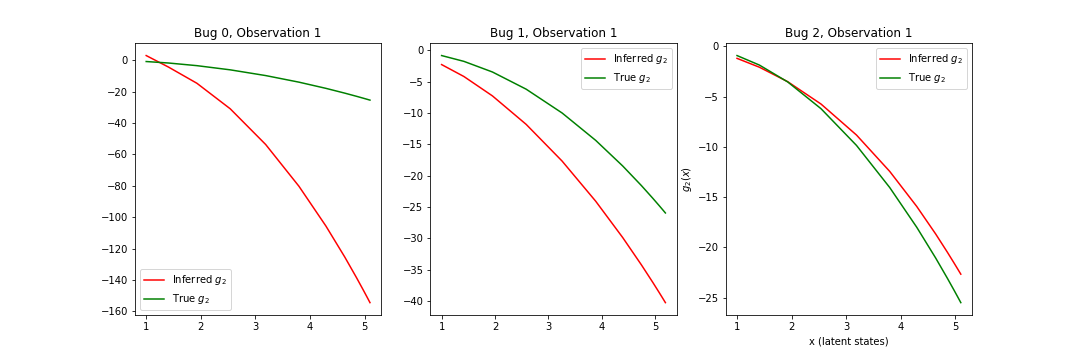 Bug 0, Observation 1
0
−20
−40
−60
−80
−100
−120
−140
−160
Inferred g₂
True g₂
1 2 3 4 5
Bug 1, Observation 1
0
−5
−10
−15
−20
−25
−30
−35
−40
Inferred g₂
True g₂
1 2 3 4 5
Bug 2, Observation 1
g₂(x)
0
−5
−10
−15
−20
−25
Inferred g₂
True g₂
1 2 3 4 5
x (latent states)